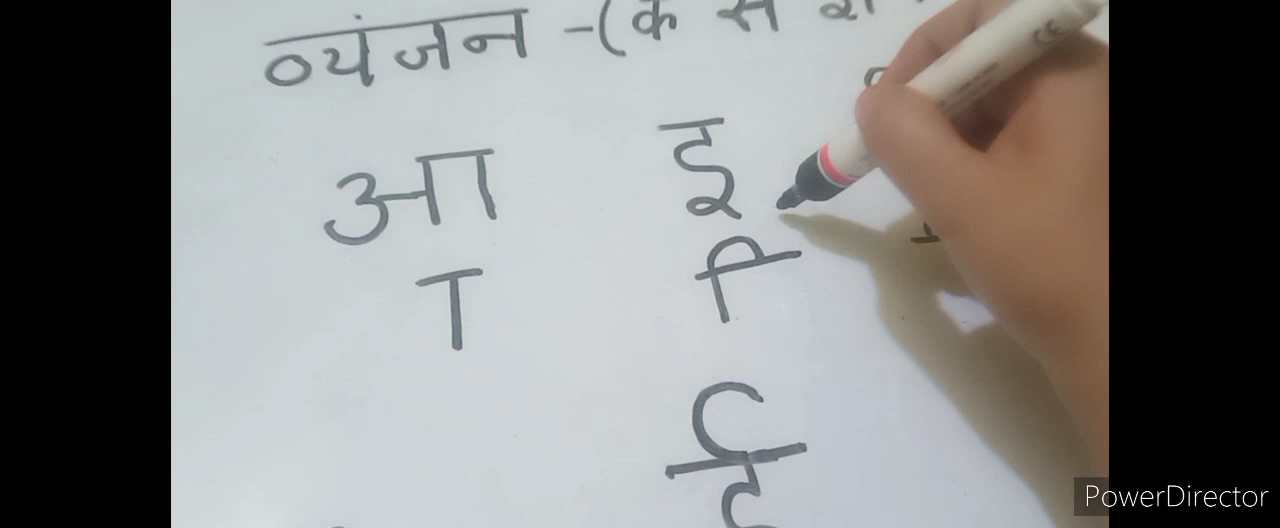 व्यंजन -(क से
आ इ
ा ि
PowerDirector